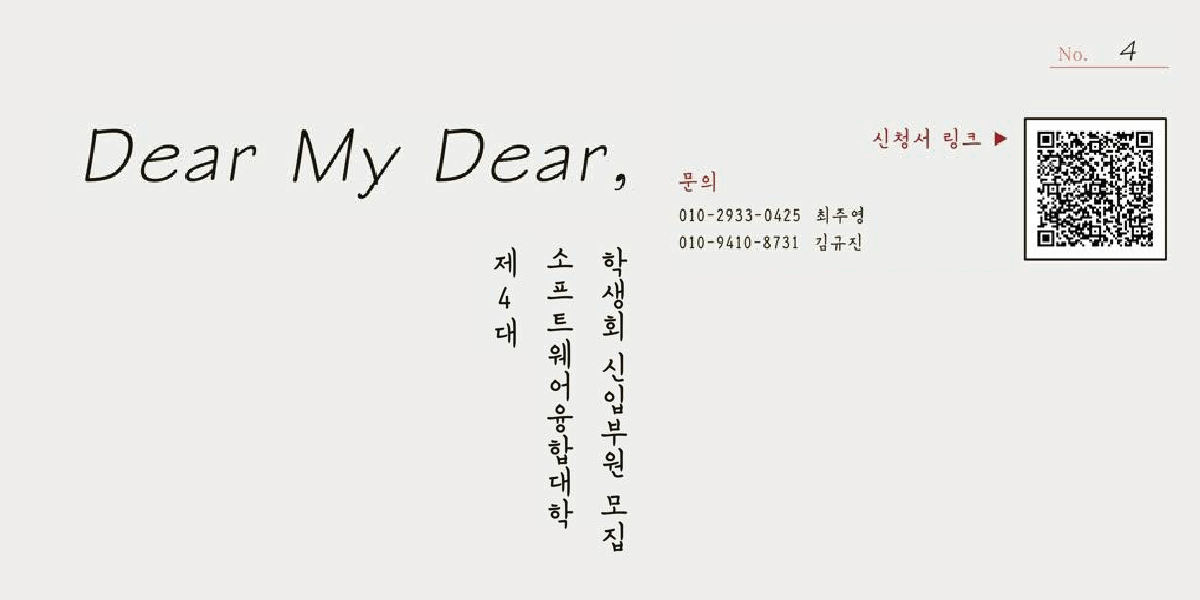 No. 4
Dear My Dear,
신청서 링크 ▶
문의
010-2933-0425 최주영
010-9410-8731 김규진
제4대
소프트웨어융합대학
학생회 신입부원 모집